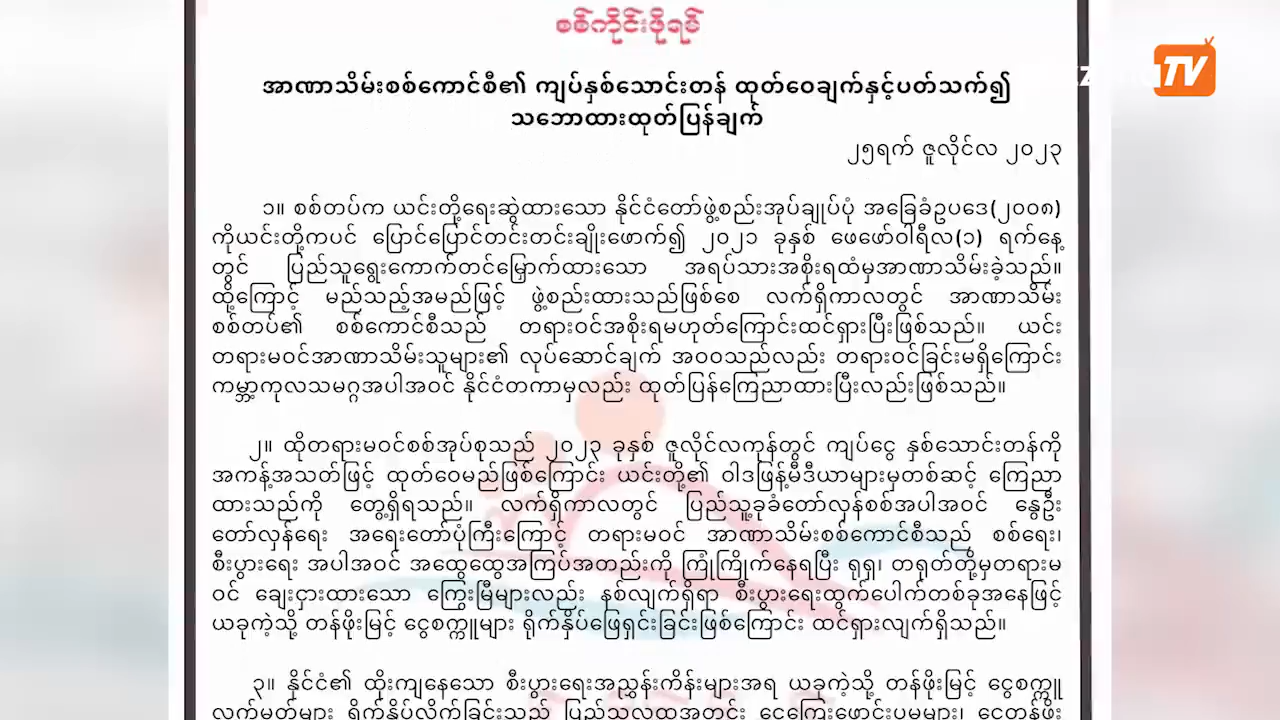 စစ်ကိုင်းဖိုရမ်
TV
အာဏာသိမ်းစစ်ကောင်စီ၏ ကျပ်နှစ်သောင်းတန် ထုတ်ဝေချက်နှင့်ပတ်သက်၍
သဘောထားထုတ်ပြန်ချက်
၂၅ရက် ဇူလိုင်လ ၂၀၂၃
၁။ စစ်တပ်က ယင်းတို့ရေးဆွဲထားသော နိုင်ငံတော်ဖွဲ့စည်းအုပ်ချုပ်ပုံ အခြေခံဥပဒေ(၂၀၀၈)
ကိုယင်းတို့ကပင် ပြောင်ပြောင်တင်းတင်းချိုးဖောက်၍ ၂၀၂၁ ခုနှစ် ဖေဖော်ဝါရီလ(၁) ရက်နေ့
တွင် ပြည်သူရွေးကောက်တင်မြှောက်ထားသော အရပ်သားအစိုးရထံမှအာဏာသိမ်းခဲ့သည်။
ထို့ကြောင့် မည်သည့်အမည်ဖြင့် ဖွဲ့စည်းထားသည်ဖြစ်စေ လက်ရှိကာလတွင် အာဏာသိမ်း
စစ်တပ်၏ စစ်ကောင်စီသည် တရားဝင်အစိုးရမဟုတ်ကြောင်းထင်ရှားပြီးဖြစ်သည်။ ယင်း
တရားမဝင်အာဏာသိမ်းသူများ၏ လုပ်ဆောင်ချက် အဝဝသည်လည်း တရားဝင်ခြင်းမရှိကြောင်း
ကမ္ဘာ့ကုလသမဂ္ဂအပါအဝင် နိုင်ငံတကာမှလည်း ထုတ်ပြန်ကြေညာထားပြီးလည်းဖြစ်သည်။
၂။ ထိုတရားမဝင်စစ်အုပ်စုသည် ၂၀၂၃ ခုနှစ် ဇူလိုင်လကုန်တွင် ကျပ်ငွေ နှစ်သောင်းတန်ကို
အကန့်အသတ်ဖြင့် ထုတ်ဝေမည်ဖြစ်ကြောင်း ယင်းတို့၏ ဝါဒဖြန့်မီဒီယာများမှတစ်ဆင့် ကြေညာ
ထားသည်ကို တွေ့ရှိရသည်။ လက်ရှိကာလတွင် ပြည်သူ့ခုခံတော်လှန်စစ်အပါအဝင် နွေဦး
တော်လှန်ရေး အရေးတော်ပုံကြီးကြောင့် တရားမဝင် အာဏာသိမ်းစစ်ကောင်စီသည် စစ်ရေး၊
စီးပွားရေး အပါအဝင် အထွေထွေအကြပ်အတည်းကို ကြုံကြိုက်နေရပြီး ရုရှ၊ တရုတ်တို့မှတရားမ
ဝင် ချေးငှားထားသော ကြွေးမြီများလည်း နစ်လျက်ရှိရာ စီးပွားရေးထွက်ပေါက်တစ်ခုအနေဖြင့်
ယခုကဲ့သို့ တန်ဖိုးမြင့် ငွေစက္ကူများ ရိုက်နှိပ်ဖြေရှင်းခြင်းဖြစ်ကြောင်း ထင်ရှားလျက်ရှိသည်။
၃။ နိုင်ငံ၏ ထိုးကျနေသော စီးပွားရေးအညွှန်းကိန်းများအရ ယခုကဲ့သို့ တန်ဖိုးမြင့် ငွေစက္ကူ